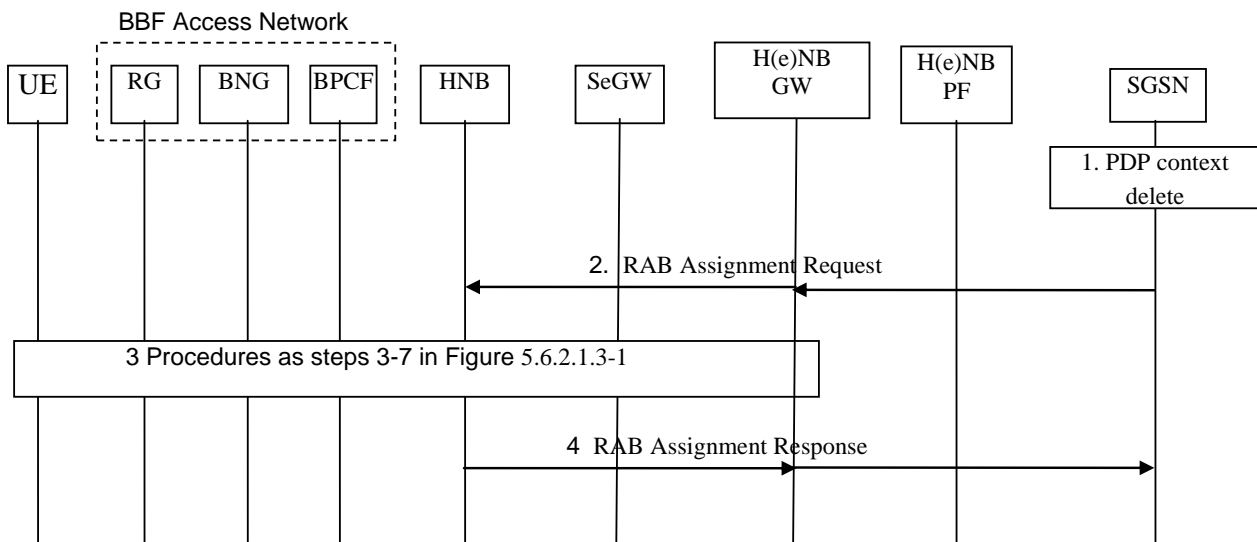 BBF Access Network
UE
RG
BNG
BPCF
HNB
SeGW
H(e)NB
GW
H(e)NB
PF
SGSN
1. PDP context
delete
2. RAB Assignment Request
3 Procedures as steps 3-7 in Figure 5.6.2.1.3-1
4 RAB Assignment Response